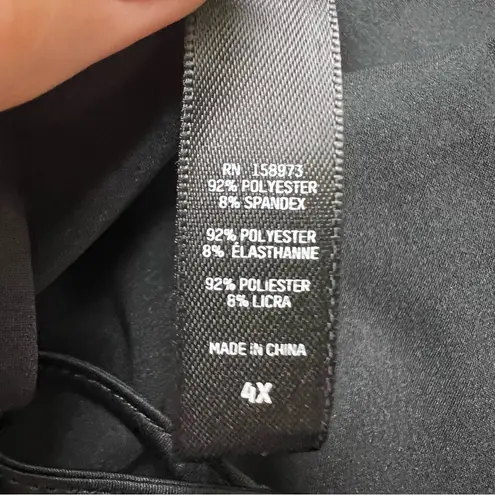 RN 158973
92% POLYESTER
8% SPANDEX
92% POLYESTER
8% ÉLASTHANNE
92% POLIESTER
8% LICRA
MADE IN CHINA
4X